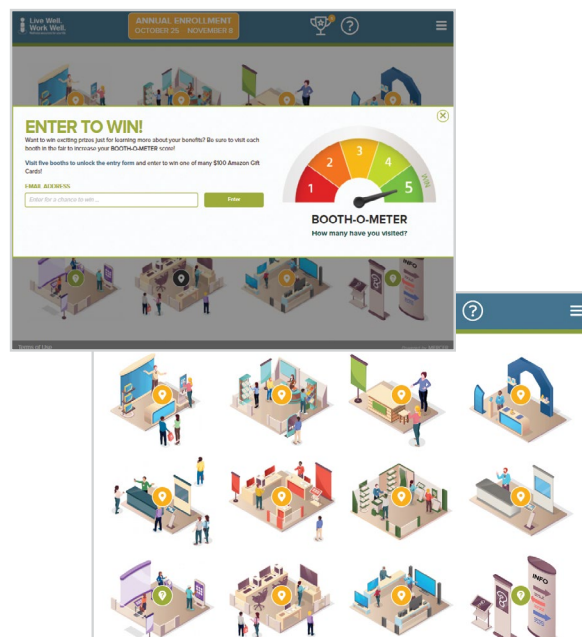 Live Well.
Work Well.
ANNUAL ENROLLMENT
OCTOBER 25 NOVEMBER 8
ENTER TO WIN!
Want to win exciting prizes just for learning more about your benefits? Be sure to visit each
booth in the fair to increase your BOOTH-O-METER score!
Visit five booths to unlock the entry form and enter to win one of many $100 Amazon Gift
Cards!
EMAIL ADDRESS
Enter for a chance to win ...
Enter
1
2
3
4
5
WIN
BOOTH-O-METER
How many have you visited?
INFO
Terms of Use
Powered by MERCER
INFO